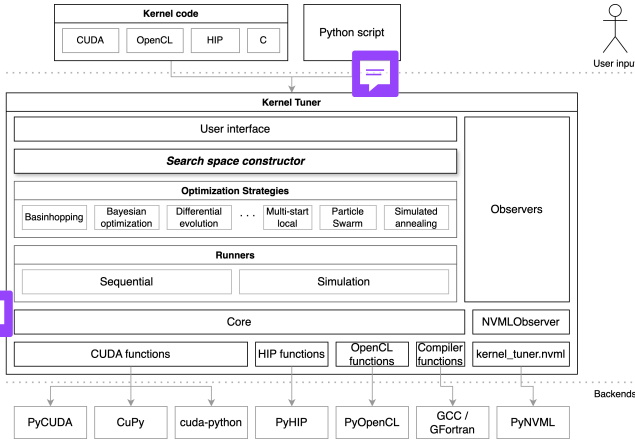 Kernel code
CUDA
OpenCL
HIP
C
Python script
User inpu
Kernel Tuner
User interface
Search space constructor
Optimization Strategies
Basinhopping
Bayesian
optimization
Differential
evolution
. . .
Multi-start
local
Particle
Swarm
Simulated
annealing
Observers
Runners
Sequential
Simulation
Core
NVMLObserver
CUDA functions
HIP functions
OpenCL
functions
Compiler
functions
kernel_tuner.nvml
Backends
PyCUDA
CuPy
cuda-python
PyHIP
PyOpenCL
GCC /
GFortran
PyNVML